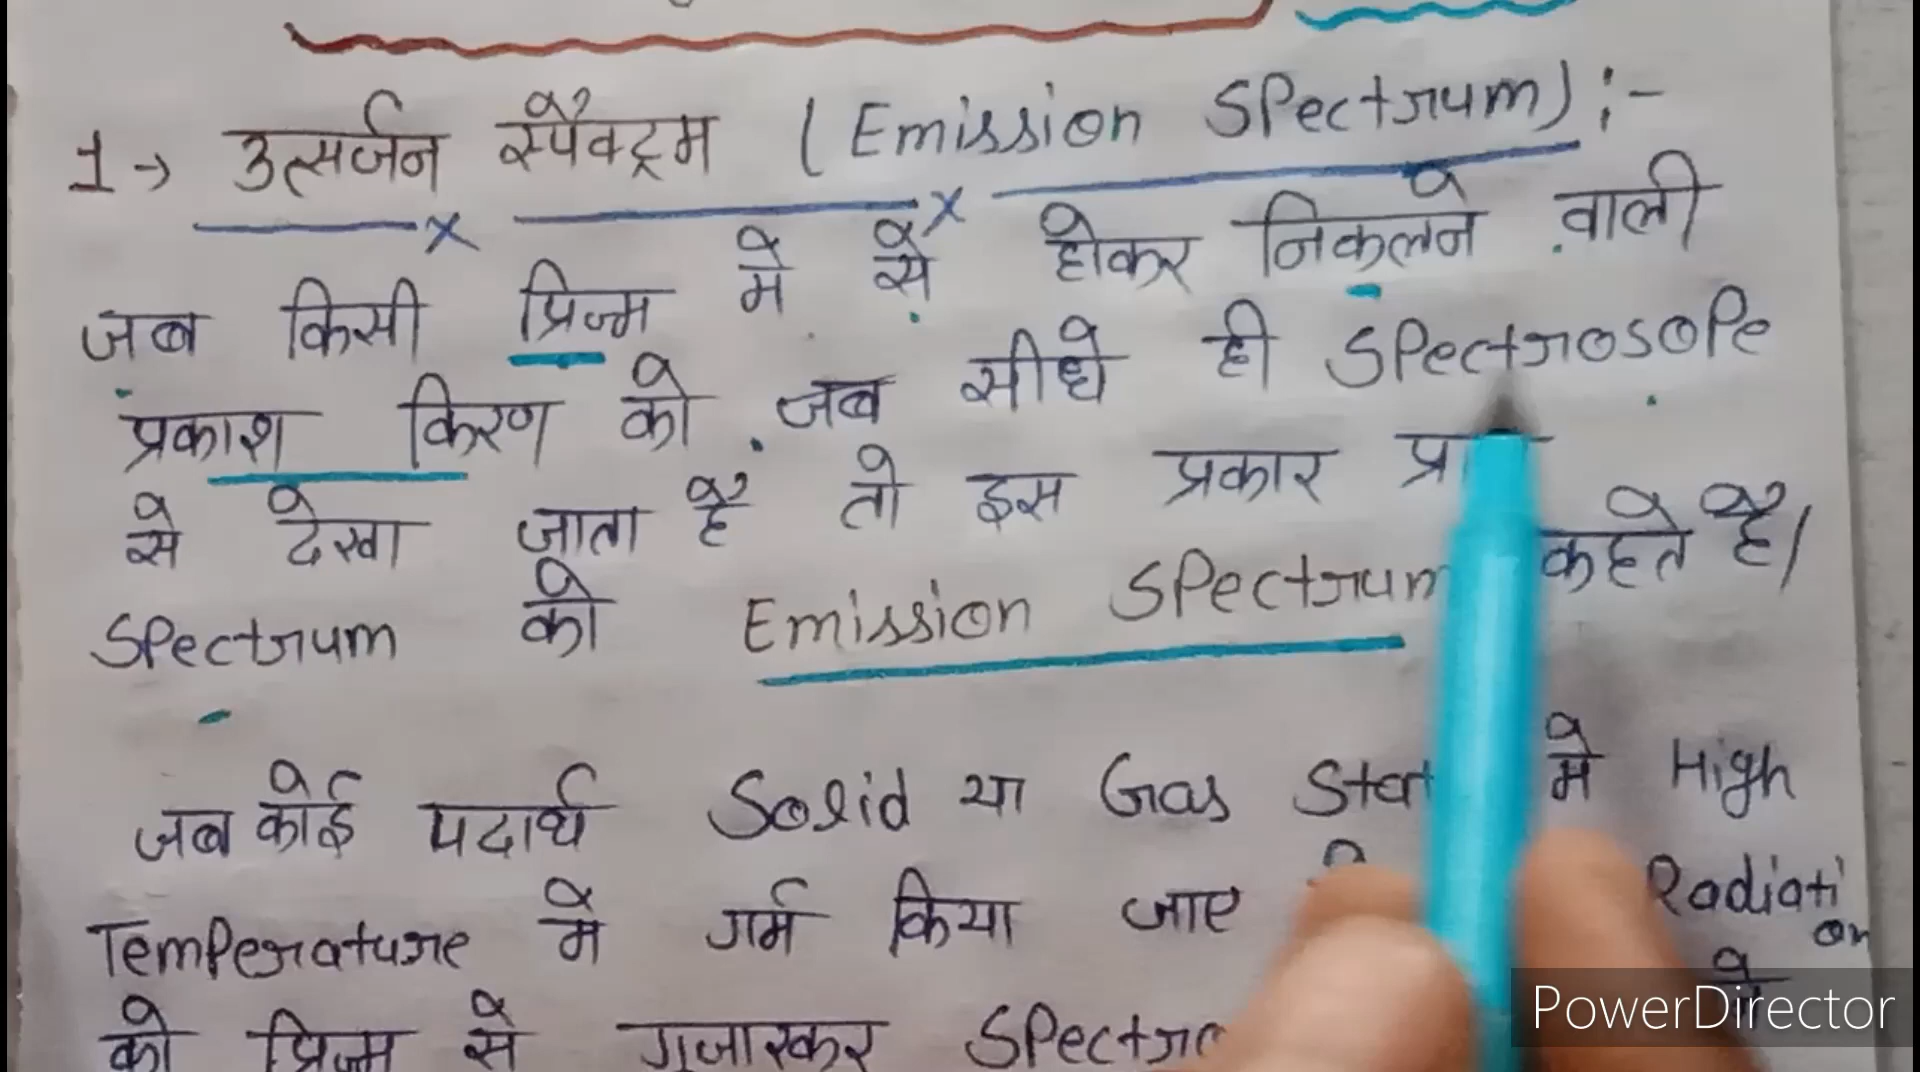 1→ उत्सर्जन स्पैक्ट्रम (Emission Spectrum) :-
जब किसी प्रिज्म मे से होकर निकलने वाली
प्रकाश किरण को जब सीधे ही Spectrosope
से देखा जाता है तो इस प्रकार
Spectrum को Emission Spectrum कहते है।
जब कोई पदार्थ Solid या Gas मे High
Temperature मे गर्म किया जाए Radiation
को प्रिज्म से गुजारकर
PowerDirector